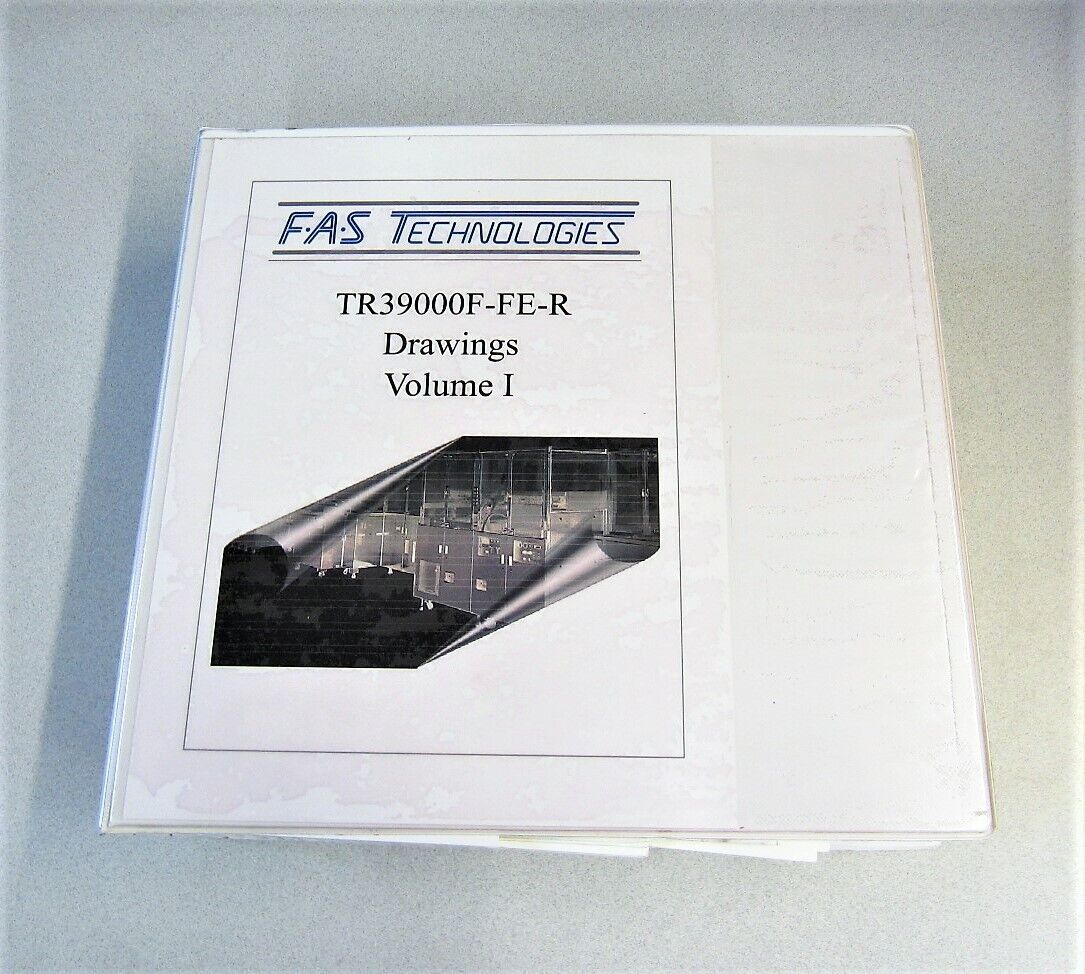 F·A·S TECHNOLOGIES
TR39000F-FE-R
Drawings
Volume I